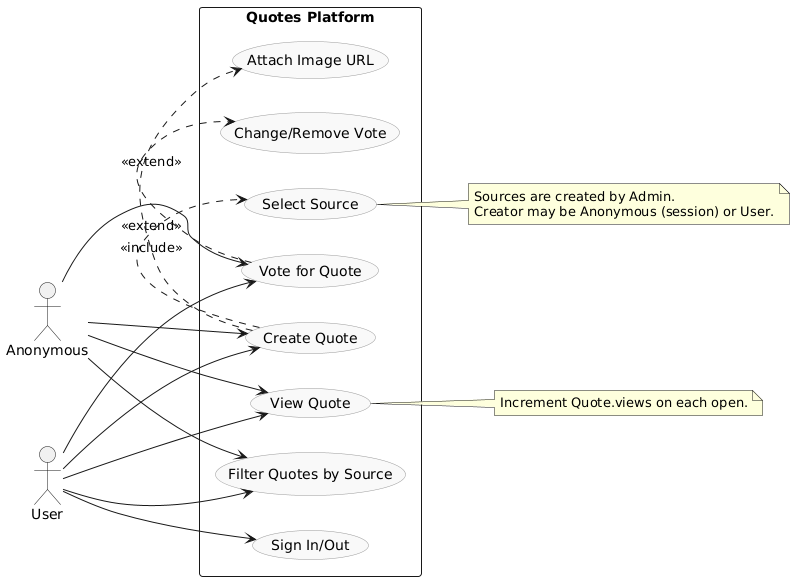 Quotes Platform
Attach Image URL
Change/Remove Vote
«extend»
Select Source
Sources are created by Admin.
Creator may be Anonymous (session) or User.
«extend»
«include»
Vote for Quote
Anonymous
Create Quote
View Quote
Increment Quote.views on each open.
Filter Quotes by Source
User
Sign In/Out